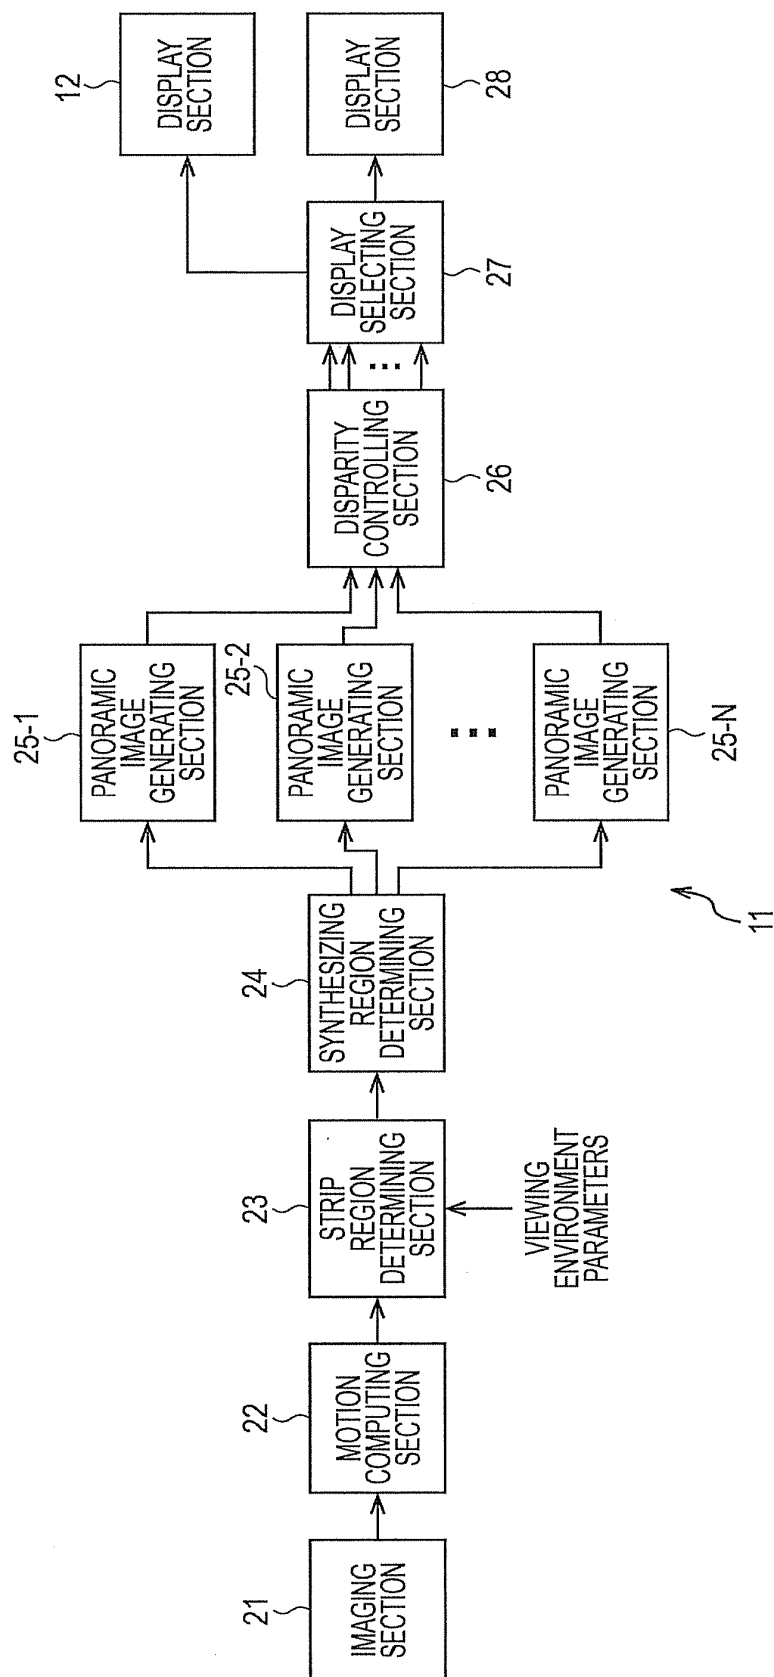 21
IMAGING
SECTION
22
MOTION
COMPUTING
SECTION
23
STRIP
REGION
DETERMINING
SECTION
VIEWING
ENVIRONMENT
PARAMETERS
24
SYNTHESIZING
REGION
DETERMINING
SECTION
25-1
PANORAMIC
IMAGE
GENERATING
SECTION
25-2
PANORAMIC
IMAGE
GENERATING
SECTION
PANORAMIC
IMAGE
GENERATING
SECTION
25-N
DISPARITY
CONTROLLING
SECTION
26
DISPLAY
SELECTING
SECTION
27
12
DISPLAY
SECTION
DISPLAY
SECTION
28
11